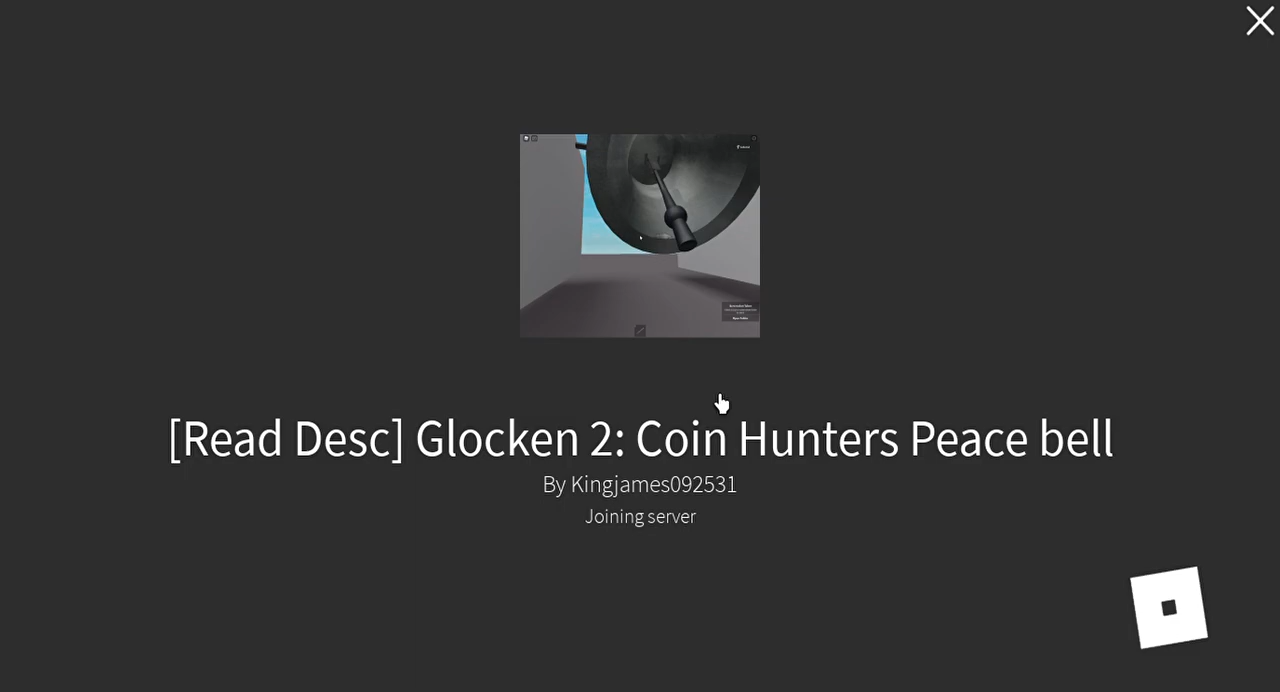 [Read Desc] Glocken 2: Coin Hunters Peace bell
By Kingjames092531
Joining server